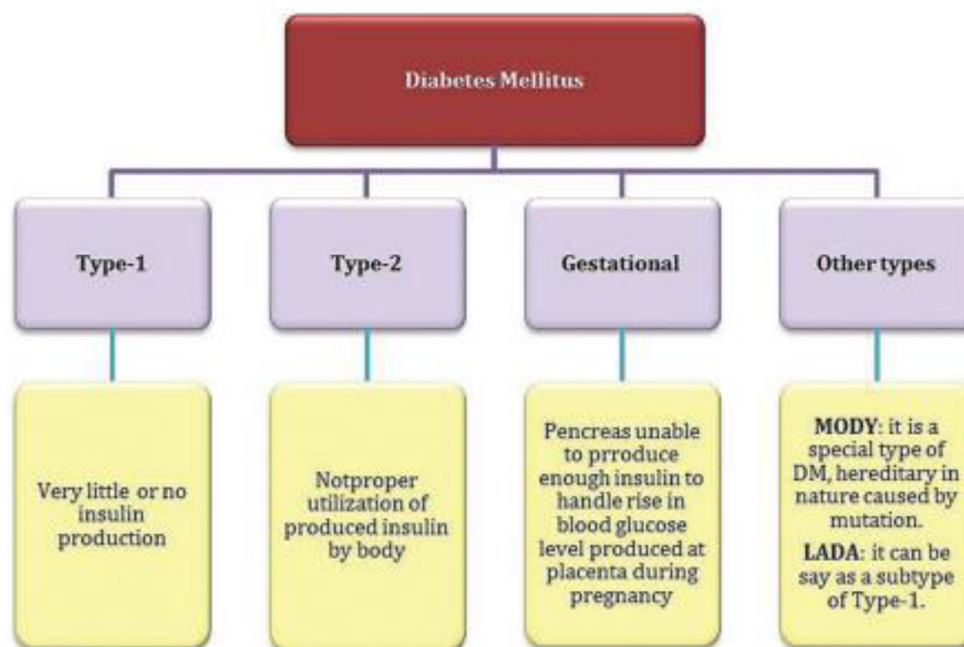 Diabetes Mellitus
Type-1
Type-2
Gestational
Other types
Very little or no
insulin
production
Notproper
utilization of
produced insulin
by body
Pencreas unable
to prroduce
enough insulin to
handle rise in
blood glucose
level produced at
placenta during
pregnancy
MODY: it is a
special type of
DM, hereditary in
nature caused by
mutation.
LADA: it can be
say as a subtype
of Type-1.